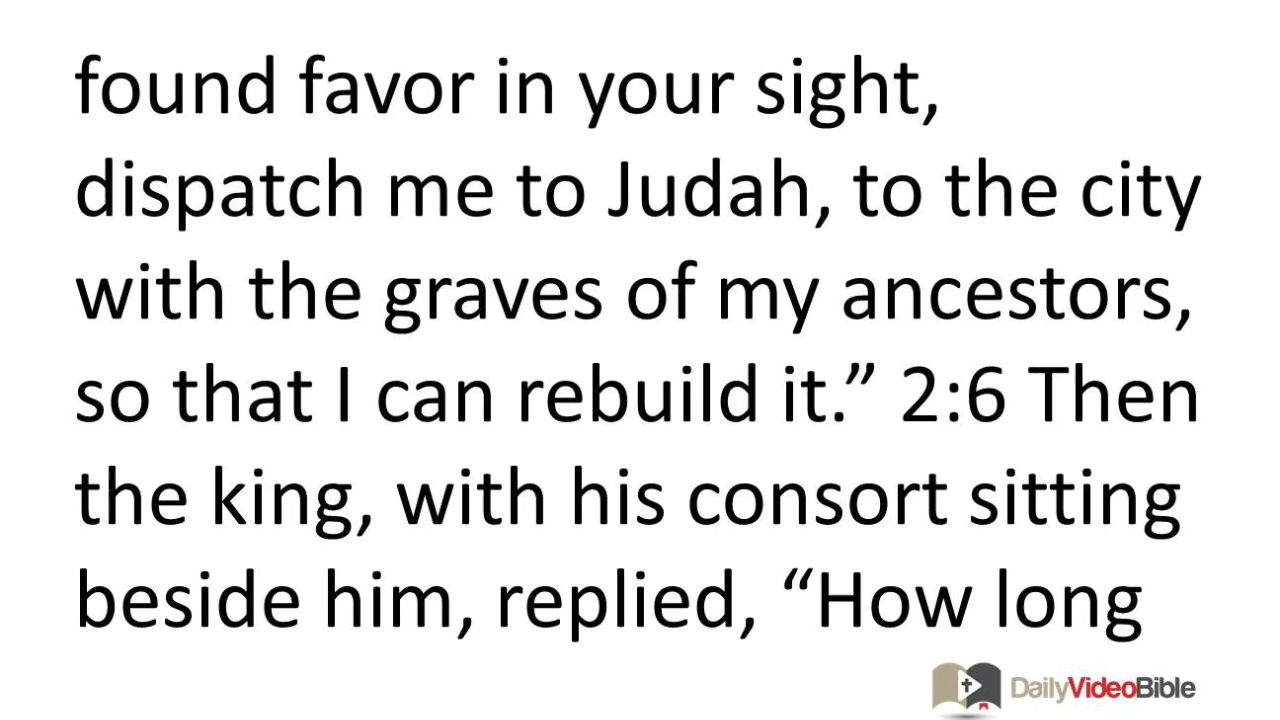 found favor in your sight,
dispatch me to Judah, to the city
with the graves of my ancestors,
so that I can rebuild it.” 2:6 Then
the king, with his consort sitting
beside him, replied, “How long
DailyVideoBible